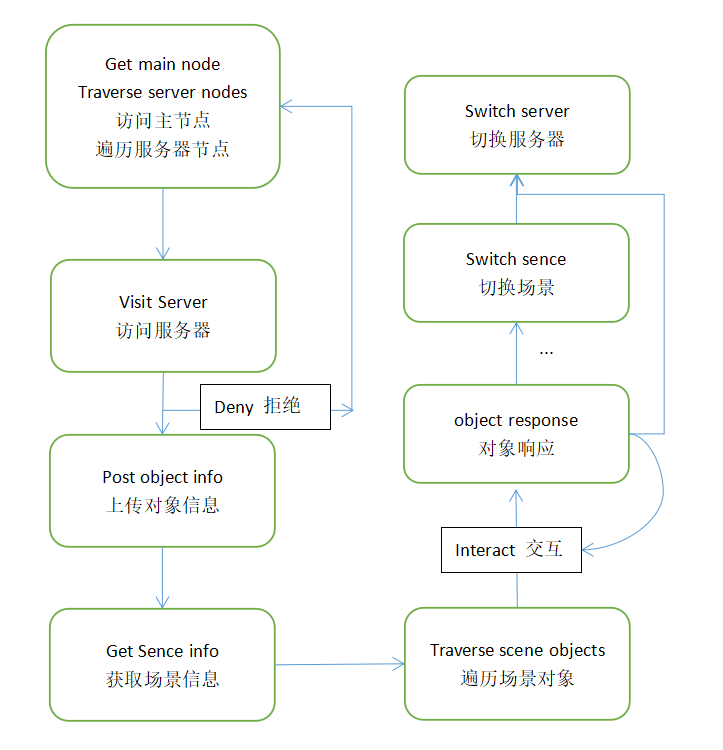 Get main node
Traverse server nodes
访问主节点
遍历服务器节点
Visit Server
访问服务器
Deny 拒绝
Post object info
上传对象信息
Get Sence info
获取场景信息
Traverse scene objects
遍历场景对象
Interact 交互
object response
对象响应
...
Switch sence
切换场景
Switch server
切换服务器